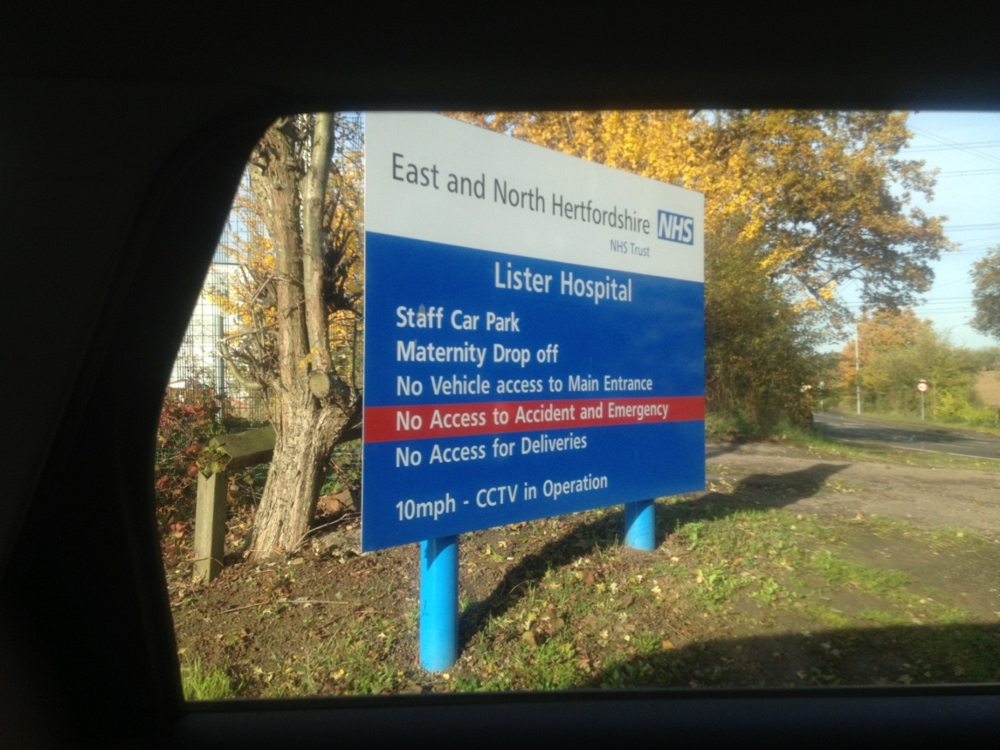 East and North Hertfordshire NHS
NHS Trust
Lister Hospital
Staff Car Park
Maternity Drop off
No Vehicle access to Main Entrance
No Access to Accident and Emergency
No Access for Deliveries
10mph - CCTV in Operation